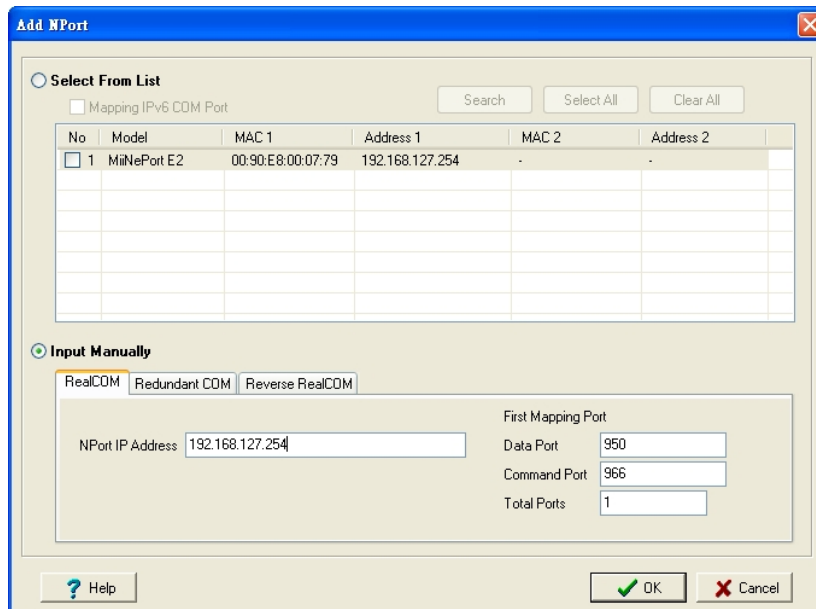 Add NPort
Select From List
Mapping IPv6 COM Port
Search Select All Clear All
No Model MAC 1 Address 1 MAC 2 Address 2
1 MiiNePort E2 00:90:E8:00:07:79 192.168.127.254 - -
Input Manually
RealCOM Redundant COM Reverse RealCOM
First Mapping Port
NPort IP Address 192.168.127.254 Data Port 950
Command Port 966
Total Ports 1
? Help OK Cancel